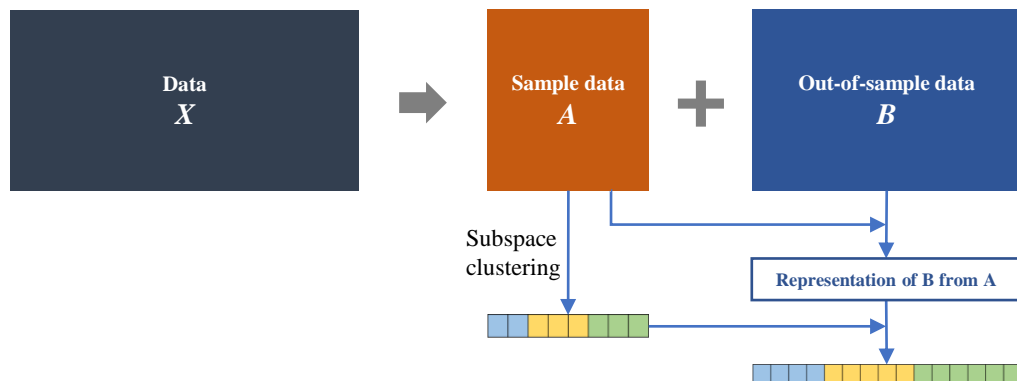 Data
X
Sample data
A
Out-of-sample data
B
Subspace
clustering
Representation of B from A